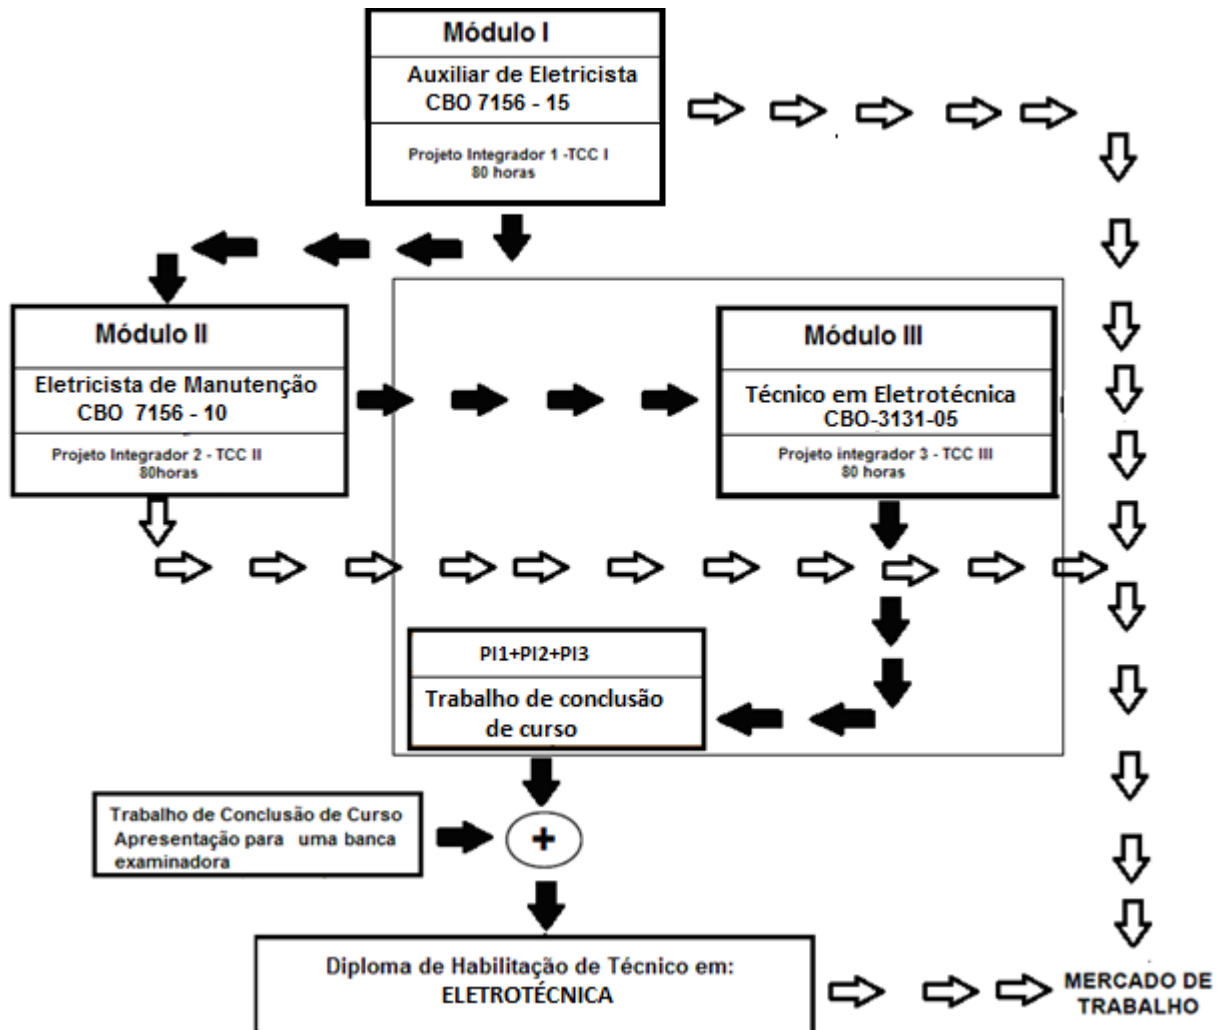 Módulo I
Auxiliar de Eletricista
CBO 7156 - 15
Projeto Integrador 1 -TCC I
80 horas
Módulo II
Eletricista de Manutenção
CBO 7156 - 10
Projeto Integrador 2 - TCC II
80horas
Módulo III
Técnico em Eletrotécnica
CBO-3131-05
Projeto integrador 3 - TCC III
80 horas
PI1+PI2+PI3
Trabalho de conclusão
de curso
Trabalho de Conclusão de Curso
Apresentação para uma banca
examinadora
+
Diploma de Habilitação de Técnico em:
ELETROTÉCNICA
MERCADO DE
TRABALHO